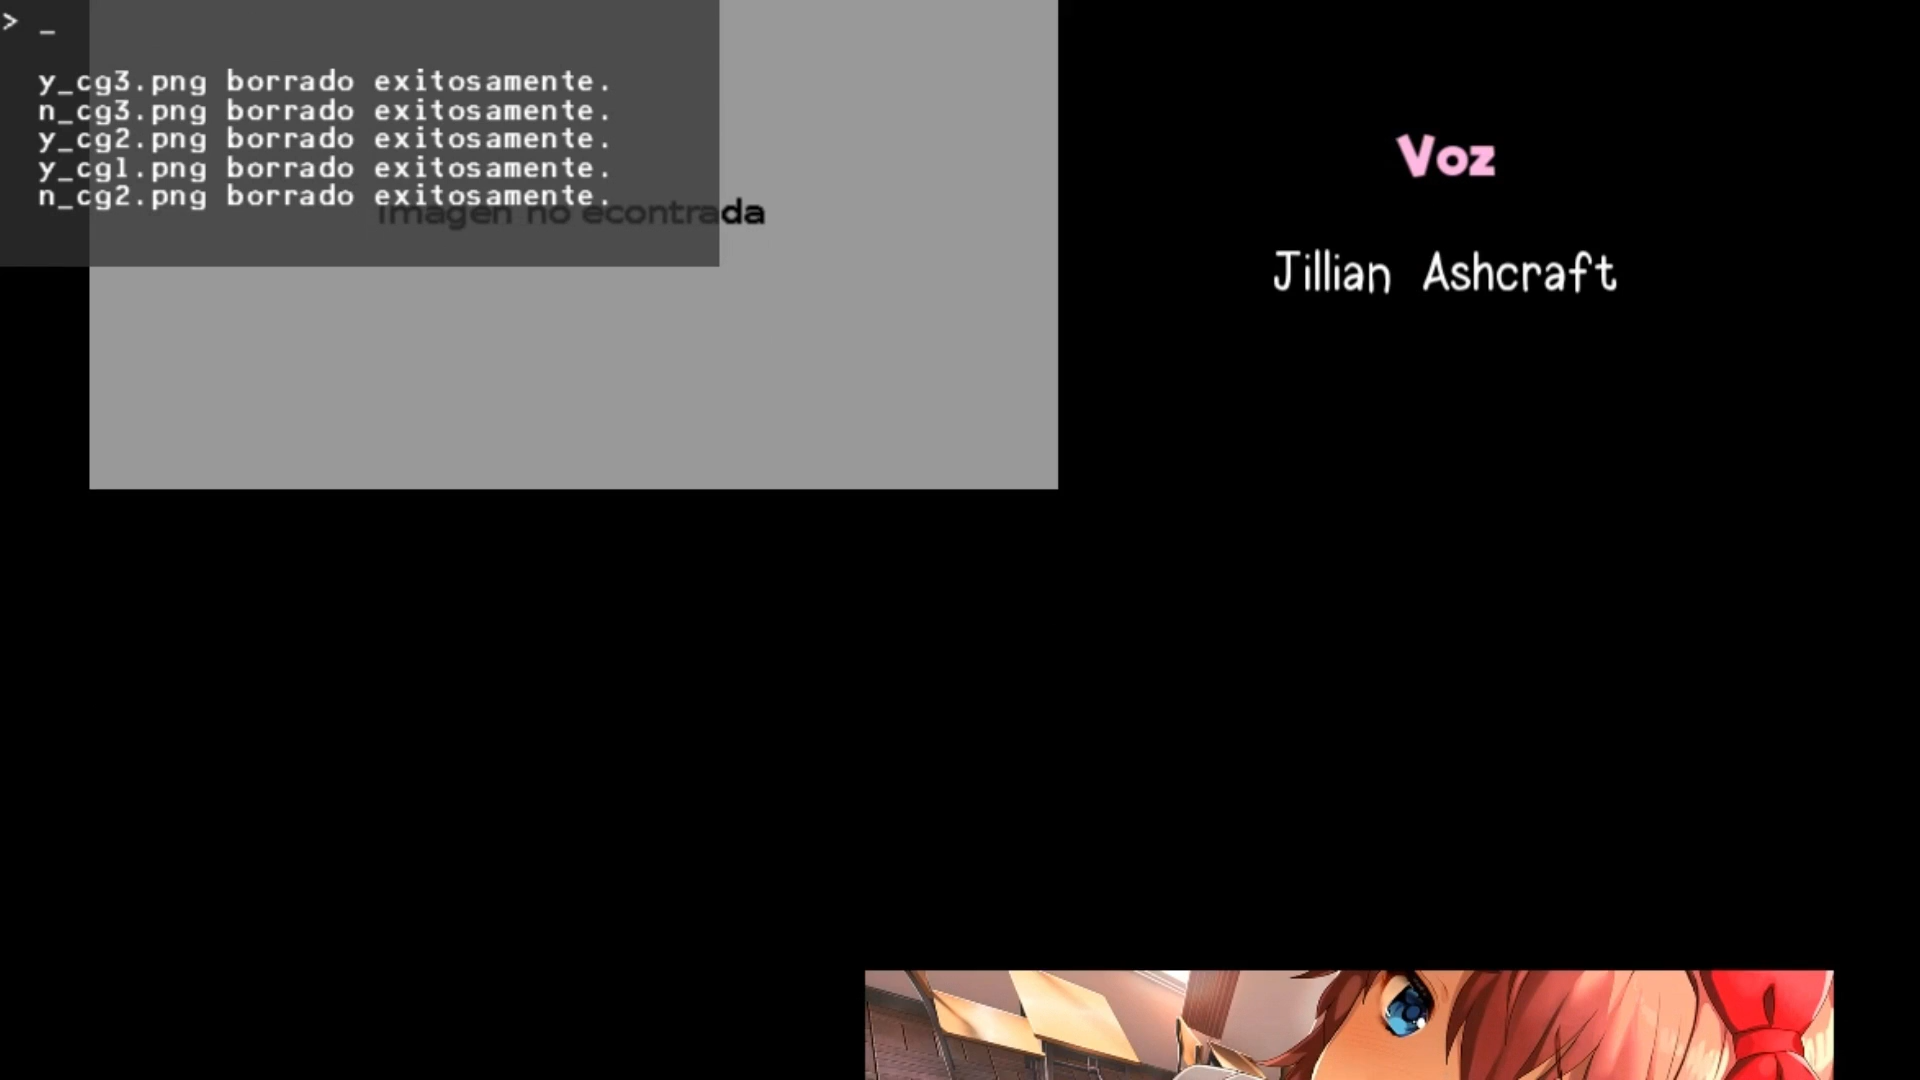 > _
y_cg3.png borrado exitosamente.
n_cg3.png borrado exitosamente.
y_cg2.png borrado exitosamente.
y_cg1.png borrado exitosamente.
n_cg2.png borrado exitosamente.
Imagen no econtrada
Voz
Jillian Ashcraft